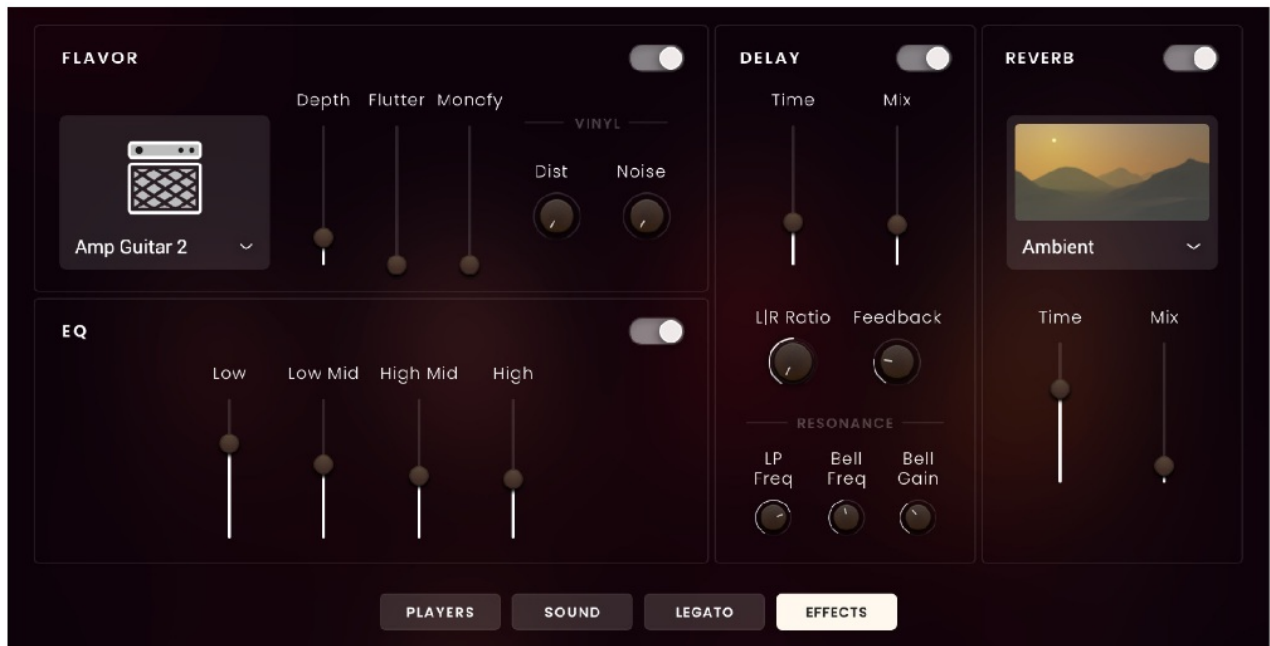 FLAVOR
Depth Flutter Moncfy
VINYL
Dist Noise
Amp Guitar 2
EQ
Low Low Mid High Mid High
DELAY
Time Mix
L|R Ratio Feedback
RESONANCE
LP Freq
Bell Freq
Bell Gain
REVERB
Ambient
Time Mix
PLAYERS SOUND LEGATO EFFECTS